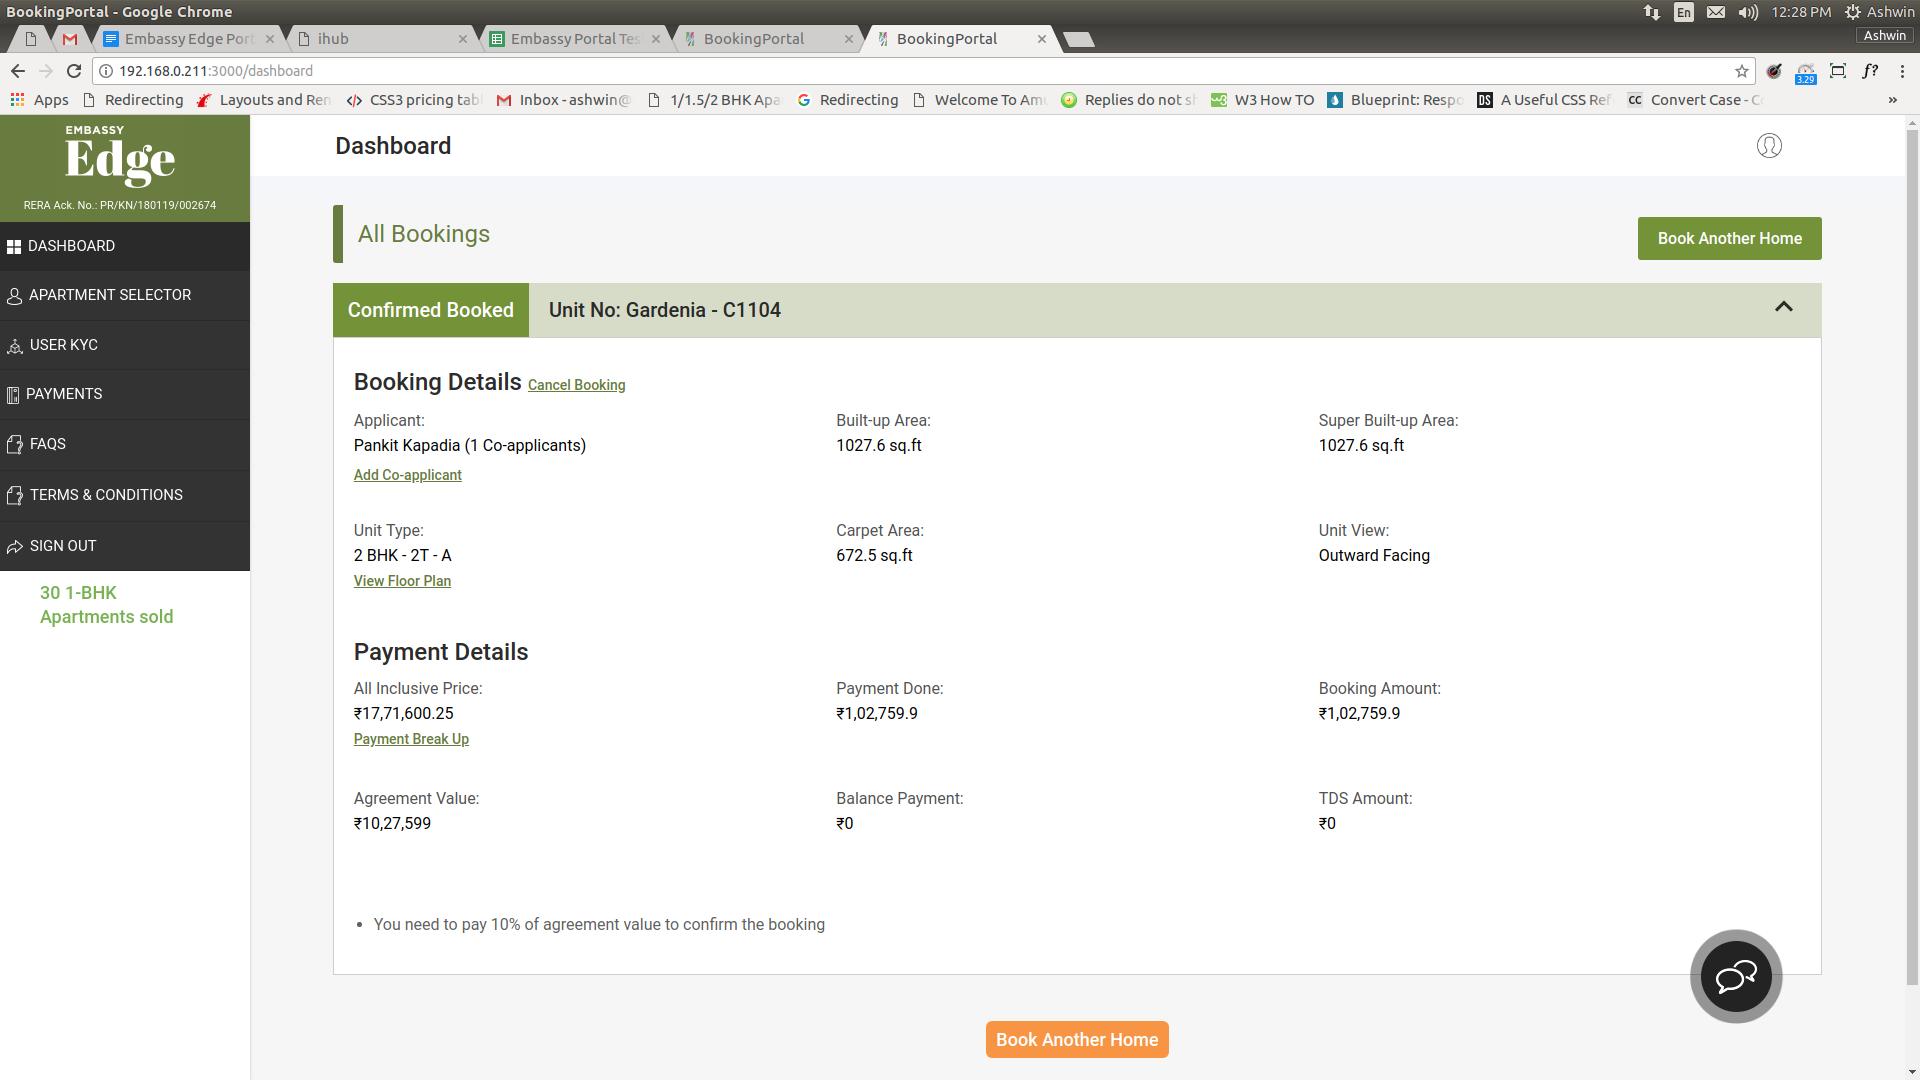 BookingPortal - Google Chrome
En
12:28 PM
Ashwin
Embassy Edge Port
ihub
Embassy Portal Tes
BookingPortal
BookingPortal
Ashwin
192.168.0.211:3000/dashboard
3.29
f?
Apps
Redirecting
Layouts and Ren
CSS3 pricing tab
Inbox - ashwin@
1/1.5/2 BHK Apa
Redirecting
Welcome To Amu
Replies do not sh
W3 How TO
Blueprint: Respo
DS
A Useful CSS Ref
CC
Convert Case - C
»
EMBASSY
Edge
RERA Ack. No.: PR/KN/180119/002674
DASHBOARD
APARTMENT SELECTOR
USER KYC
PAYMENTS
FAQS
TERMS & CONDITIONS
SIGN OUT
30 1-BHK
Apartments sold
Dashboard
All Bookings
Book Another Home
Confirmed Booked
Unit No: Gardenia - C1104
Booking Details Cancel Booking
Applicant:
Pankit Kapadia (1 Co-applicants)
Add Co-applicant
Built-up Area:
1027.6 sq.ft
Super Built-up Area:
1027.6 sq.ft
Unit Type:
2 BHK - 2T - A
View Floor Plan
Carpet Area:
672.5 sq.ft
Unit View:
Outward Facing
Payment Details
All Inclusive Price:
₹17,71,600.25
Payment Break Up
Payment Done:
₹1,02,759.9
Booking Amount:
₹1,02,759.9
Agreement Value:
₹10,27,599
Balance Payment:
₹0
TDS Amount:
₹0
• You need to pay 10% of agreement value to confirm the booking
Book Another Home